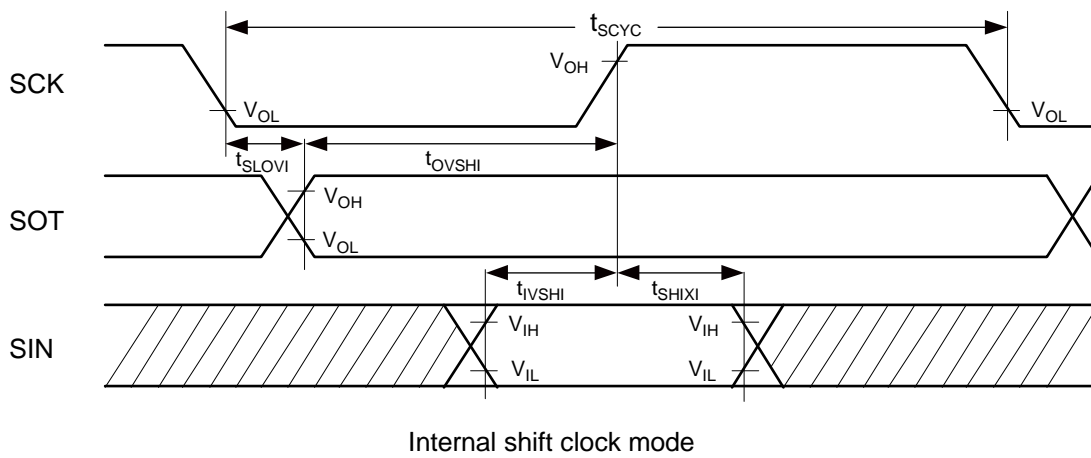 tSCYC
SCK
VOH
VOL
VOL
tSLOVI
tOVSHI
SOT
VOH
VOL
tIVSHI
tSHIXI
SIN
VIH
VIH
VIL
VIL
Internal shift clock mode